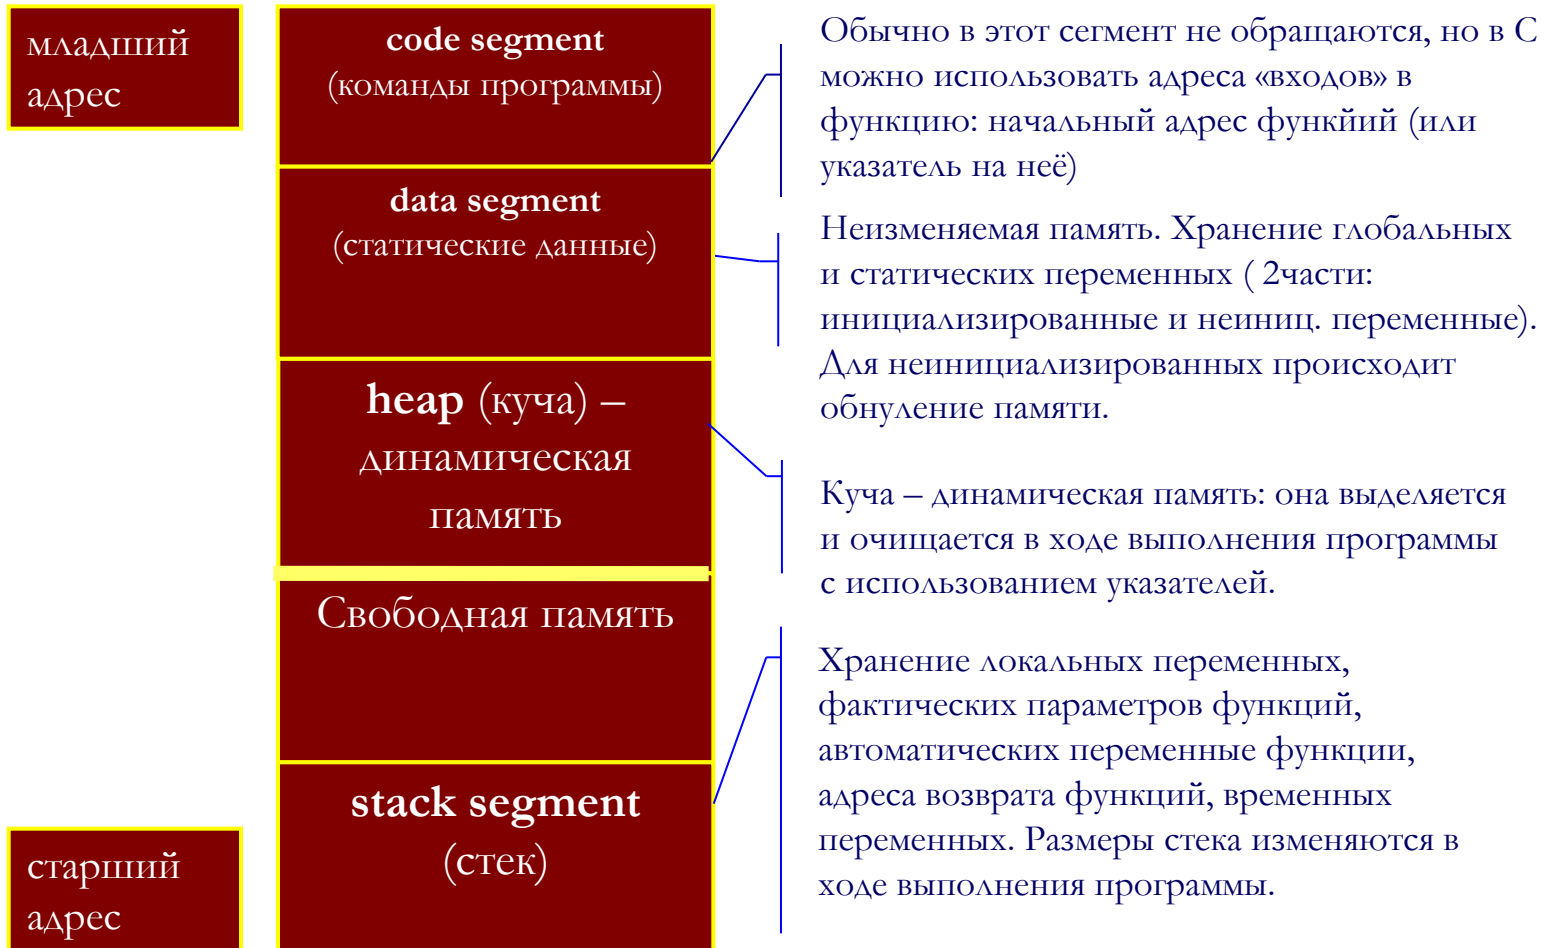 младший
адрес
code segment
(команды программы)
data segment
(статические данные)
heap (куча) –
динамическая
память
Свободная память
stack segment
(стек)
старший
адрес
Обычно в этот сегмент не обращаются, но в С
можно использовать адреса «входов» в
функцию: начальный адрес функйий (или
указатель на неё)
Неизменяемая память. Хранение глобальных
и статических переменных ( 2части:
инициализированные и неиниц. переменные).
Для неинициализированных происходит
обнуление памяти.
Куча – динамическая память: она выделяется
и очищается в ходе выполнения программы
с использованием указателей.
Хранение локальных переменных,
фактических параметров функций,
автоматических переменные функции,
адреса возврата функций, временных
переменных. Размеры стека изменяются в
ходе выполнения программы.